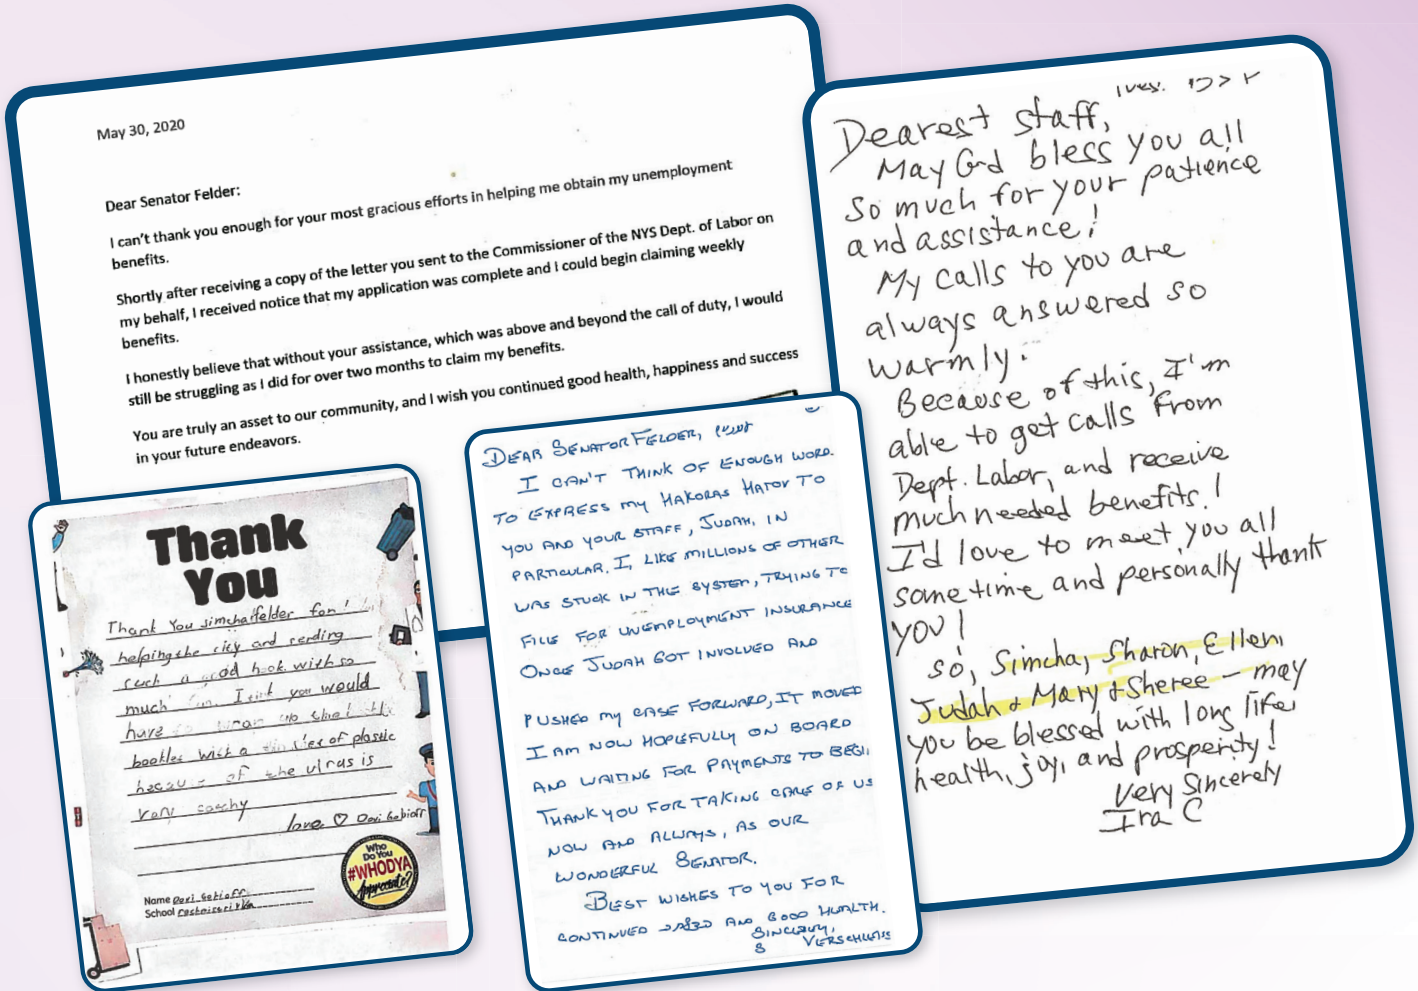 May 30, 2020
Dear Senator Felder:
I can't thank you enough for your most gracious efforts in helping me obtain my unemployment
benefits.
Shortly after receiving a copy of the letter you sent to the Commissioner of the NYS Dept. of Labor on
my behalf, I received notice that my application was complete and I could begin claiming weekly
benefits.
I honestly believe that without your assistance, which was above and beyond the call of duty, I would
still be struggling as I did for over two months to claim my benefits.
You are truly an asset to our community, and I wish you continued good health, happiness and success
in your future endeavors.
Thank
You
Thank You simchafelder for
helping the city and sending
such a good book with so
much fun. I you would
have to
bookles with a of plastic
because of the virus is
very
love ♡
Who
Do You
#WHODYA
Appreciate?
Name
School
DEAR SENATOR FELDER,
I CAN'T THINK OF ENOUGH WORD.
TO EXPRESS MY HAKORAS HATOV TO
YOU AND YOUR STAFF, JUDAH, IN
PARTICULAR. I, LIKE MILLIONS OF OTHER
WAS STUCK IN THE SYSTEM, TRYING TO
FILE FOR UNEMPLOYMENT INSURANCE
ONCE JUDAH GOT INVOLVED AND
PUSHED MY CASE FORWARD, IT MOVED
I AM NOW HOPEFULLY ON BOARD
AND WAITING FOR PAYMENTS TO BEGI
THANK YOU FOR TAKING CARE OF US
NOW AND ALWAYS, AS OUR
WONDERFUL SENATOR.
BEST WISHES TO YOU FOR
CONTINUED AND GOOD HEALTH.
SINCERELY,
S VERSCHLEIS
Tues.
Dearest staff,
May G-d bless you all
so much for your patience
and assistance!
My calls to you are
always answered so
warmly.
Because of this, I'm
able to get calls from
Dept. Labor, and receive
much needed benefits!
I'd love to meet you all
sometime and personally thank
you!
So, Simcha, Sharon, Ellen,
Judah & Mary & Sheree – may
you be blessed with long life,
health, joy, and prosperity!
Very Sincerely
Ira C